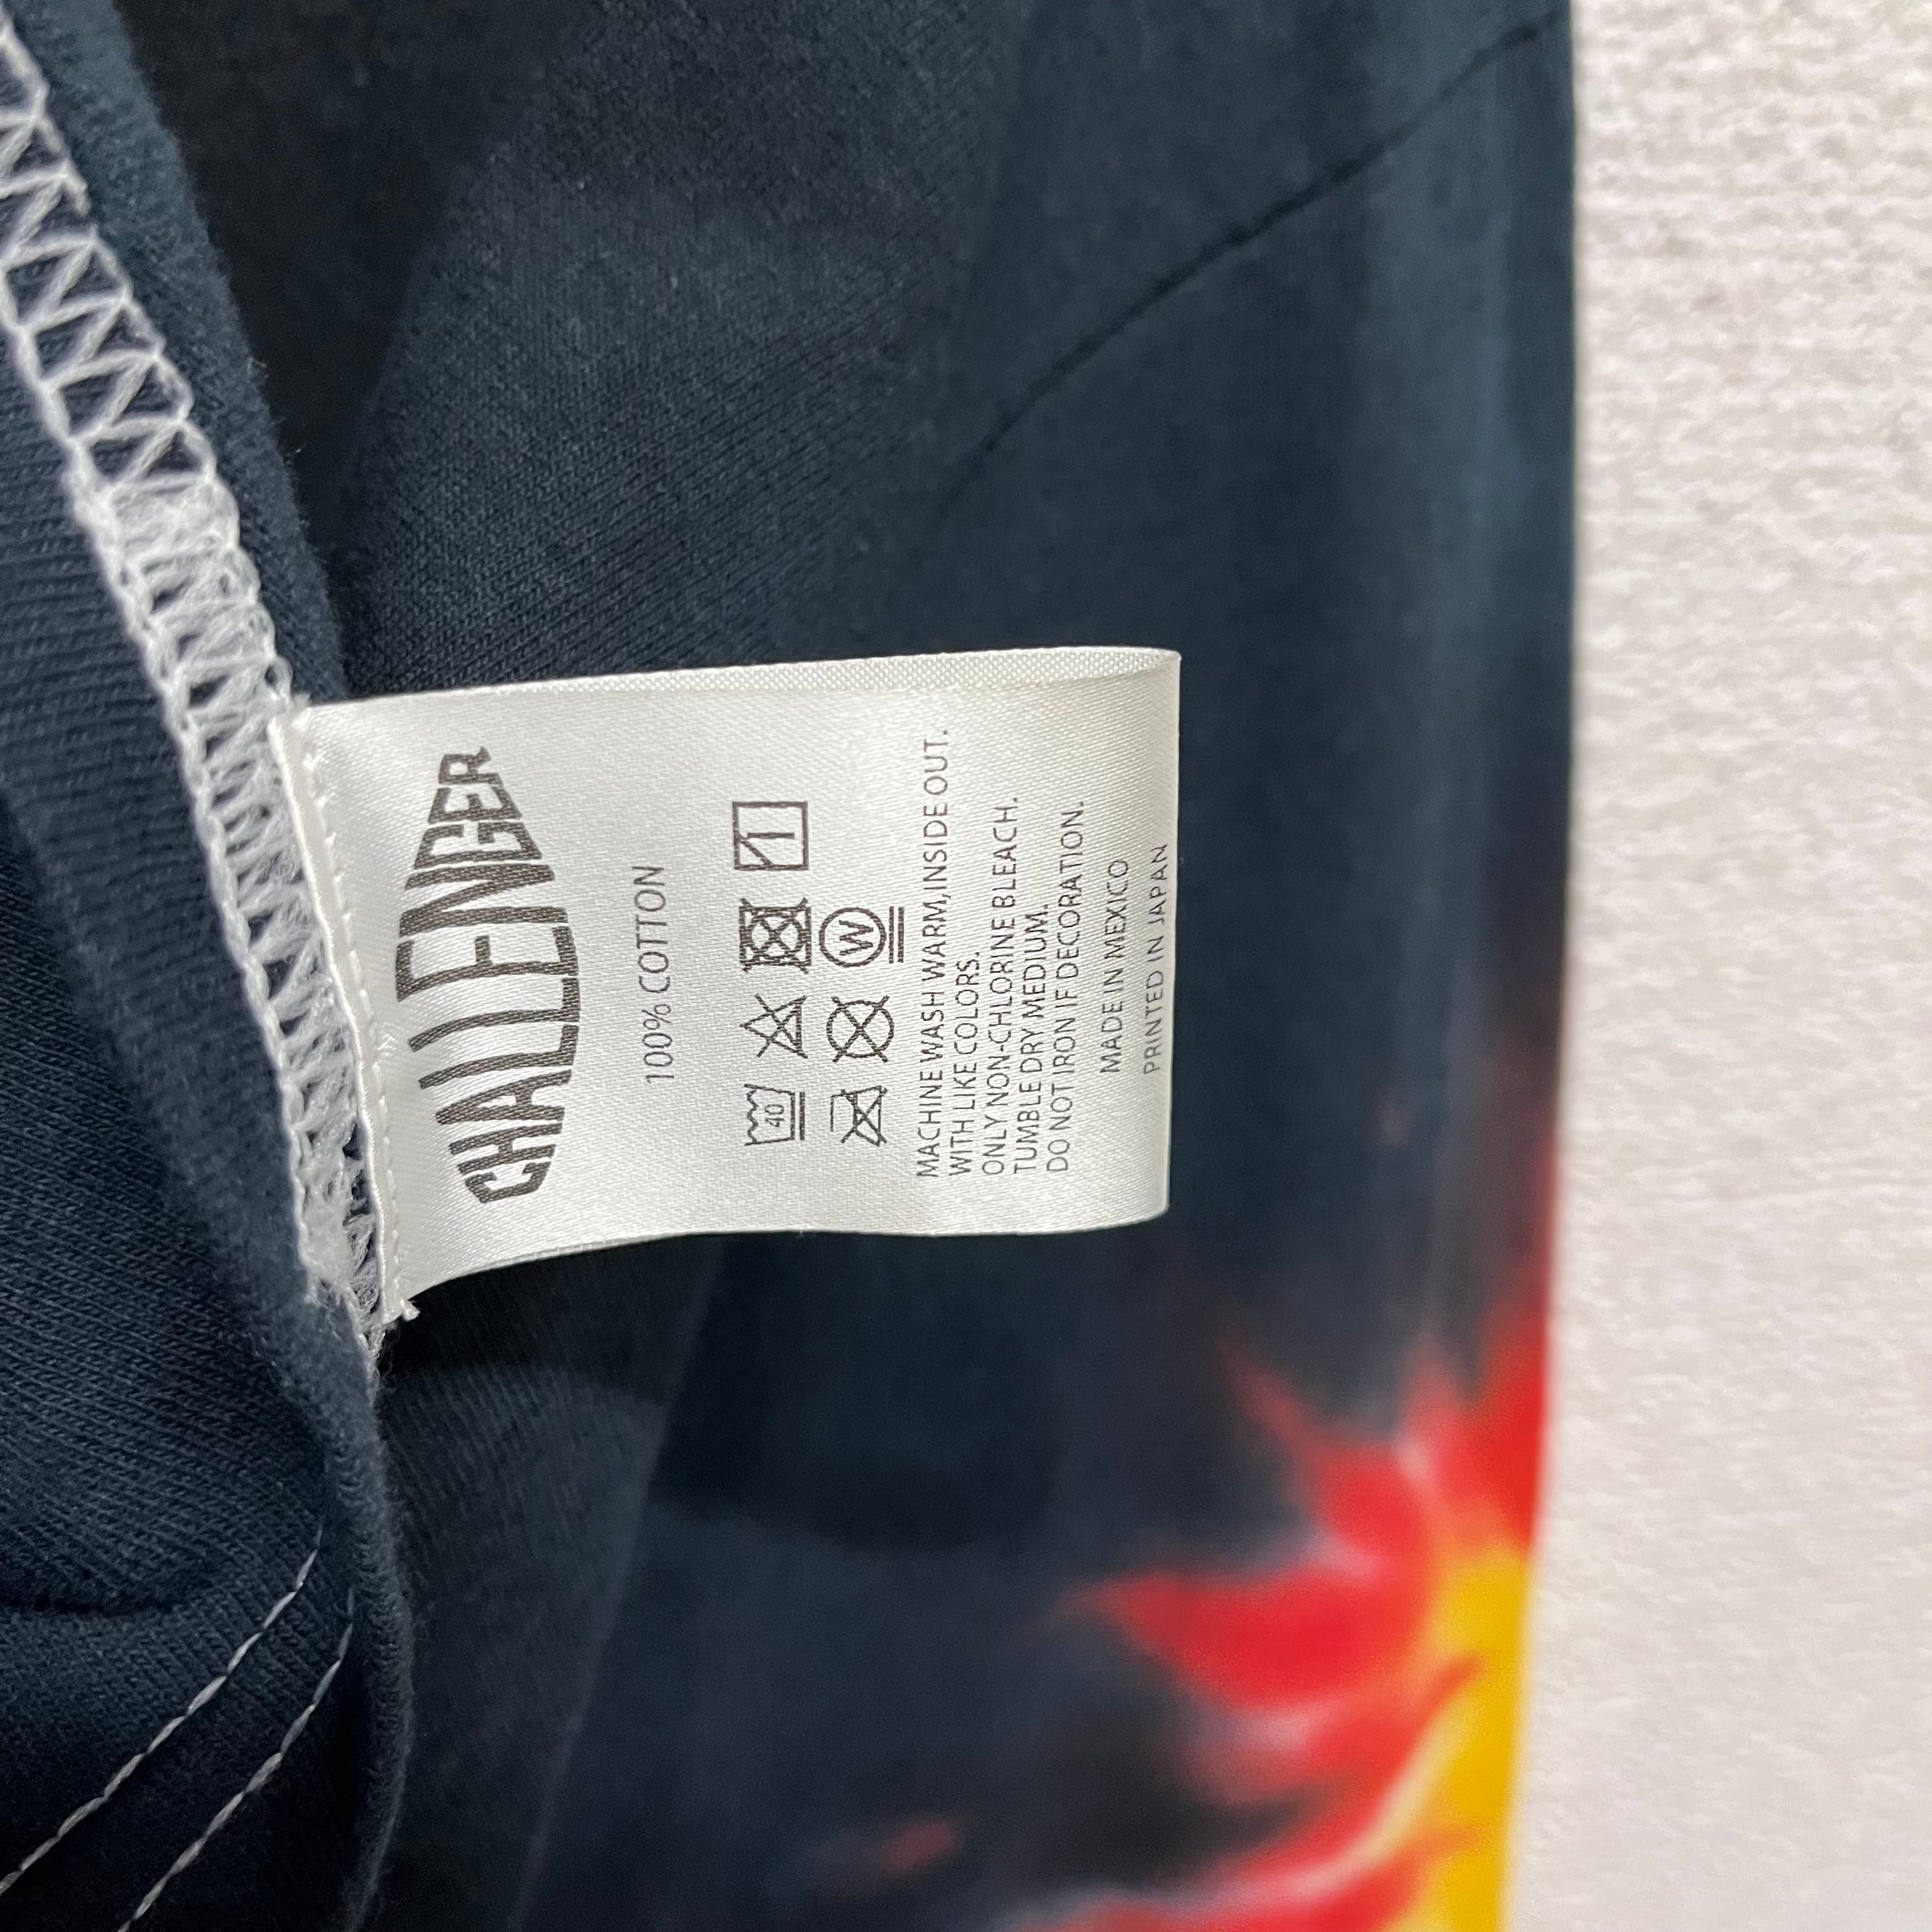 CHALLENGER
100% COTTON
40
W
MACHINE WASH WARM,INSIDE OUT.
WITH LIKE COLORS.
ONLY NON-CHLORINE BLEACH.
TUMBLE DRY MEDIUM.
DO NOT IRON IF DECORATION.
MADE IN MEXICO
PRINTED IN JAPAN